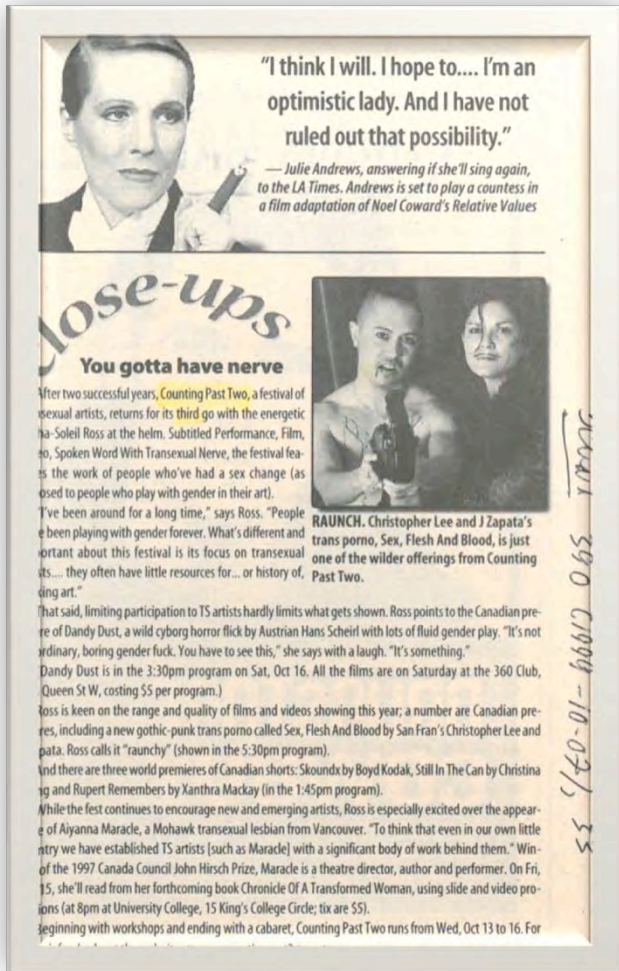 "I think I will. I hope to.... I'm an
optimistic lady. And I have not
ruled out that possibility."
— Julie Andrews, answering if she'll sing again,
to the LA Times. Andrews is set to play a countess in
a film adaptation of Noel Coward's Relative Values
lose-ups
You gotta have nerve
After two successful years, Counting Past Two, a festival of
sexual artists, returns for its third go with the energetic
a-Soleil Ross at the helm. Subtitled Performance, Film,
o, Spoken Word With Transexual Nerve, the festival fea-
s the work of people who've had a sex change (as
osed to people who play with gender in their art).
"I've been around for a long time," says Ross. "People
e been playing with gender forever. What's different and
ortant about this festival is its focus on transexual
sts.... they often have little resources for... or history of,
ing art."
RAUNCH. Christopher Lee and J Zapata's
trans porno, Sex, Flesh And Blood, is just
one of the wilder offerings from Counting
Past Two.
That said, limiting participation to TS artists hardly limits what gets shown. Ross points to the Canadian pre-
re of Dandy Dust, a wild cyborg horror flick by Austrian Hans Scheirl with lots of fluid gender play. "It's not
rdinary, boring gender fuck. You have to see this," she says with a laugh. "It's something."
Dandy Dust is in the 3:30pm program on Sat, Oct 16. All the films are on Saturday at the 360 Club,
Queen St W, costing $5 per program.)
Ross is keen on the range and quality of films and videos showing this year; a number are Canadian pre-
res, including a new gothic-punk trans porno called Sex, Flesh And Blood by San Fran's Christopher Lee and
pata. Ross calls it "raunchy" (shown in the 5:30pm program).
And there are three world premieres of Canadian shorts: Skoundx by Boyd Kodak, Still In The Can by Christina
g and Rupert Remembers by Xanthra Mackay (in the 1:45pm program).
While the fest continues to encourage new and emerging artists, Ross is especially excited over the appear-
e of Aiyanna Maracle, a Mohawk transexual lesbian from Vancouver. "To think that even in our own little
ntry we have established TS artists [such as Maracle] with a significant body of work behind them." Win-
of the 1997 Canada Council John Hirsch Prize, Maracle is a theatre director, author and performer. On Fri,
15, she'll read from her forthcoming book Chronicle Of A Transformed Woman, using slide and video pro-
ions (at 8pm at University College, 15 King's College Circle; tix are $5).
Beginning with workshops and ending with a cabaret, Counting Past Two runs from Wed, Oct 13 to 16. For
390 (1999-10-07), 33